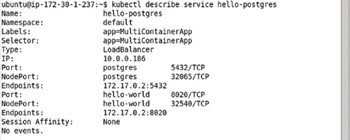 ubuntu@ip-172-30-1-237:~$ kubectl describe service hello-postgres
Name: hello-postgres
Namespace: default
Labels: app=MultiContainerApp
Selector: app=MultiContainerApp
Type: LoadBalancer
IP: 10.0.0.186
Port: postgres 5432/TCP
NodePort: postgres 32065/TCP
Endpoints: 172.17.0.2:5432
Port: hello-world 8020/TCP
NodePort: hello-world 32540/TCP
Endpoints: 172.17.0.2:8020
Session Affinity: None
No events.